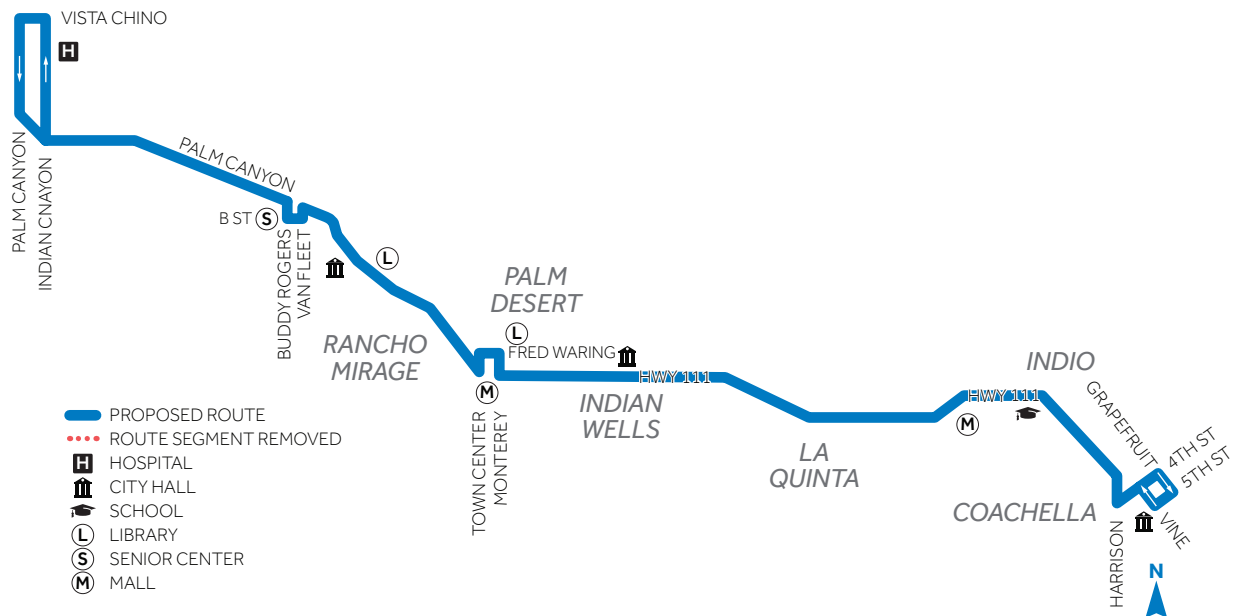 VISTA CHINO
H
PALM CANYON
INDIAN CNAYON
PALM CANYON
B ST
S
BUDDY ROGERS
VAN FLEET
L
RANCHO
MIRAGE
PALM
DESERT
L
FRED WARING
M
TOWN CENTER
MONTEREY
HWY 111
INDIAN
WELLS
LA
QUINTA
INDIO
HWY 111
M
GRAPEFRUIT
4TH ST
5TH ST
COACHELLA
HARRISON
VINE
N
PROPOSED ROUTE
ROUTE SEGMENT REMOVED
H HOSPITAL
CITY HALL
SCHOOL
L LIBRARY
S SENIOR CENTER
M MALL